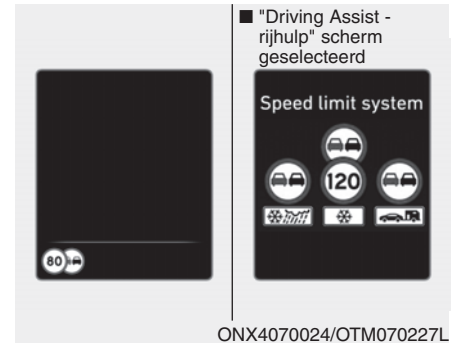 ■ "Driving Assist -
rijhulp" scherm
geselecteerd
Speed limit system
120
80
ONX4070024/OTM070227L